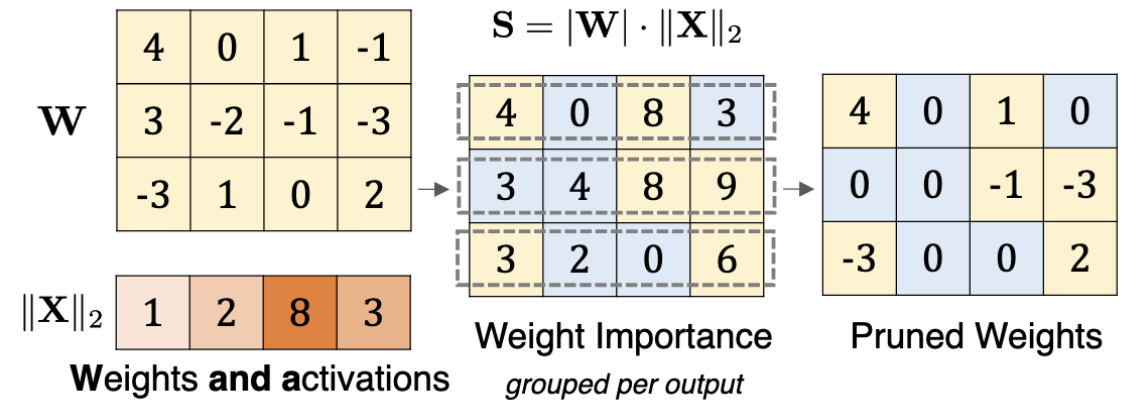 S = |W| · ‖X‖₂
W
4 0 1 -1
3 -2 -1 -3
-3 1 0 2
‖X‖₂
1 2 8 3
Weights and activations
4 0 8 3
3 4 8 9
3 2 0 6
Weight Importance
grouped per output
4 0 1 0
0 0 -1 -3
-3 0 0 2
Pruned Weights